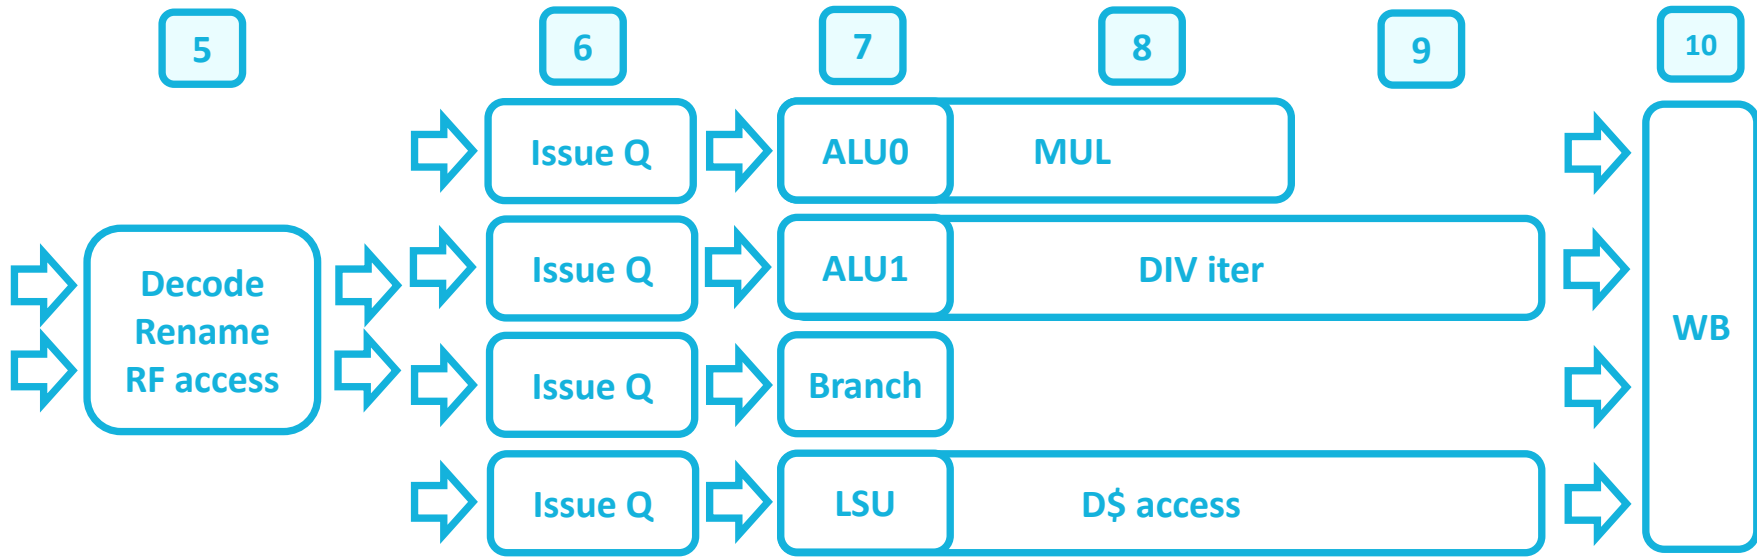 5
6
7
8
9
10
Issue Q
ALU0
MUL
Decode
Rename
RF access
Issue Q
ALU1
DIV iter
WB
Issue Q
Branch
Issue Q
LSU
D$ access